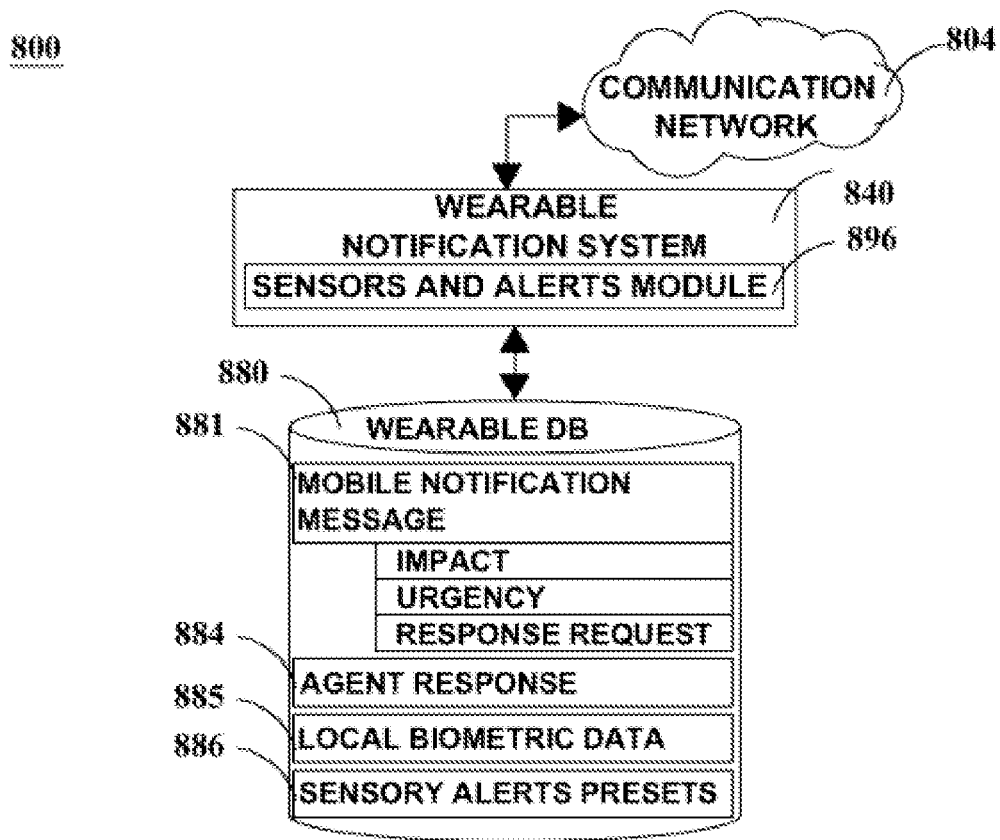 800
804
COMMUNICATION
NETWORK
840
WEARABLE
NOTIFICATION SYSTEM
896
SENSORS AND ALERTS MODULE
880
881
WEARABLE DB
MOBILE NOTIFICATION
MESSAGE
IMPACT
URGENCY
RESPONSE REQUEST
884
AGENT RESPONSE
885
LOCAL BIOMETRIC DATA
886
SENSORY ALERTS PRESETS